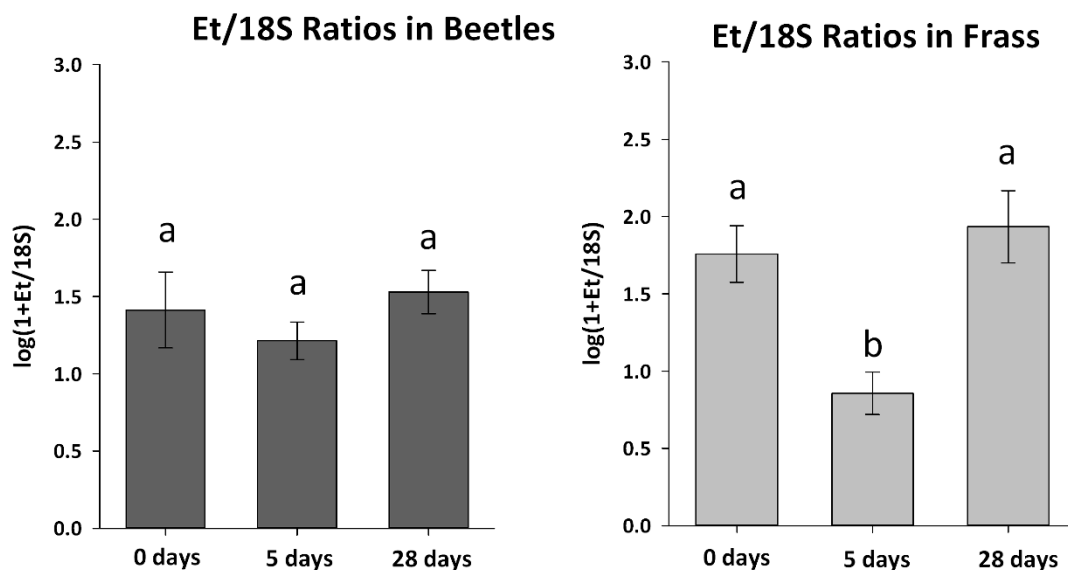 Et/18S Ratios in Beetles
log(1+Et/18S)
3.0
2.5
2.0
1.5
1.0
0.5
0.0
a
a
a
0 days
5 days
28 days
Et/18S Ratios in Frass
log(1+Et/18S)
3.0
2.5
2.0
1.5
1.0
0.5
0.0
a
b
a
0 days
5 days
28 days